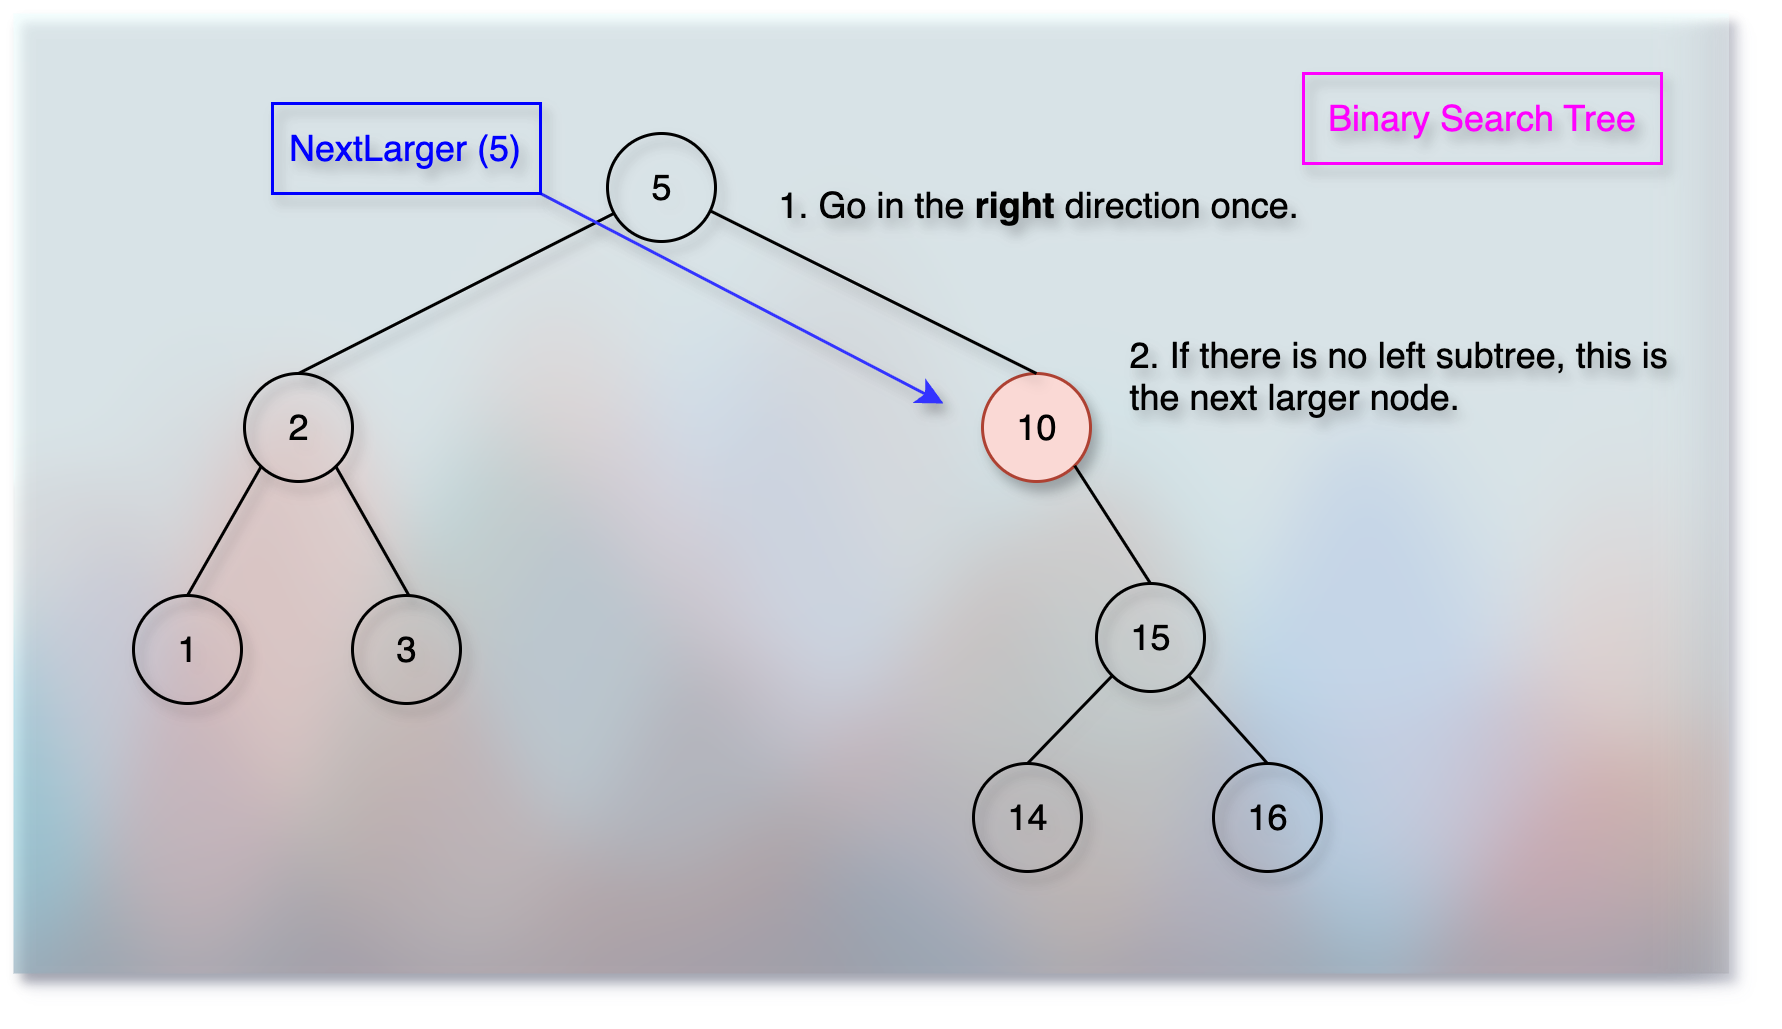 Binary Search Tree
NextLarger (5)
5
1. Go in the right direction once.
2. If there is no left subtree, this is
the next larger node.
2
10
1
3
15
14
16